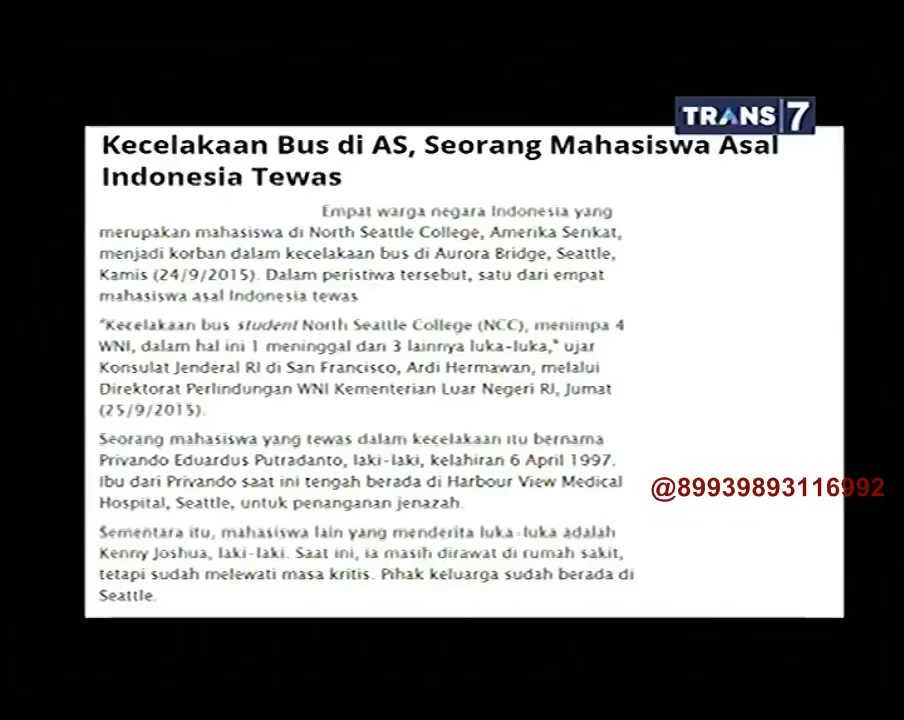 TRANS|7
Kecelakaan Bus di AS, Seorang Mahasiswa Asal
Indonesia Tewas
Empat warga negara Indonesia yang
merupakan mahasiswa di North Seattle College, Amerika Serikat,
menjadi korban dalam kecelakaan bus di Aurora Bridge, Seattle,
Kamis (24/9/2015). Dalam peristiwa tersebut, satu dari empat
mahasiswa asal Indonesia tewas
"Kecelakaan bus student North Seattle College (NCC), menimpa 4
WNI, dalam hal ini 1 meninggal dan 3 lainnya luka-luka," ujar
Konsulat Jenderal RI di San Francisco, Ardi Hermawan, melalui
Direktorat Perlindungan WNI Kementerian Luar Negeri RI, Jumat
(25/9/2015).
Seorang mahasiswa yang tewas dalam kecelakaan itu bernama
Privando Eduardus Putradanto, laki-laki, kelahiran 6 April 1997.
Ibu dari Privando saat ini tengah berada di Harbour View Medical
Hospital, Seattle, untuk penanganan jenazah.
@89939893116992
Sementara itu, mahasiswa lain yang menderita luka-luka adalah
Kenny Joshua, laki-laki. Saat ini, ia masih dirawat di rumah sakit,
tetapi sudah melewati masa kritis. Pihak keluarga sudah berada di
Seattle.